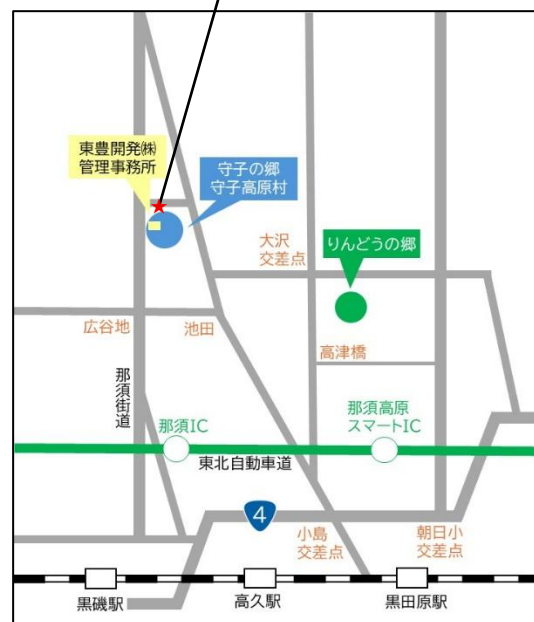 東豊開発㈱
管理事務所
守子の郷
守子高原村
大沢
交差点
りんどうの郷
広谷地
池田
高津橋
那須街道
那須IC
那須高原
スマートIC
東北自動車道
4
小島
交差点
朝日小
交差点
黒磯駅
高久駅
黒田原駅